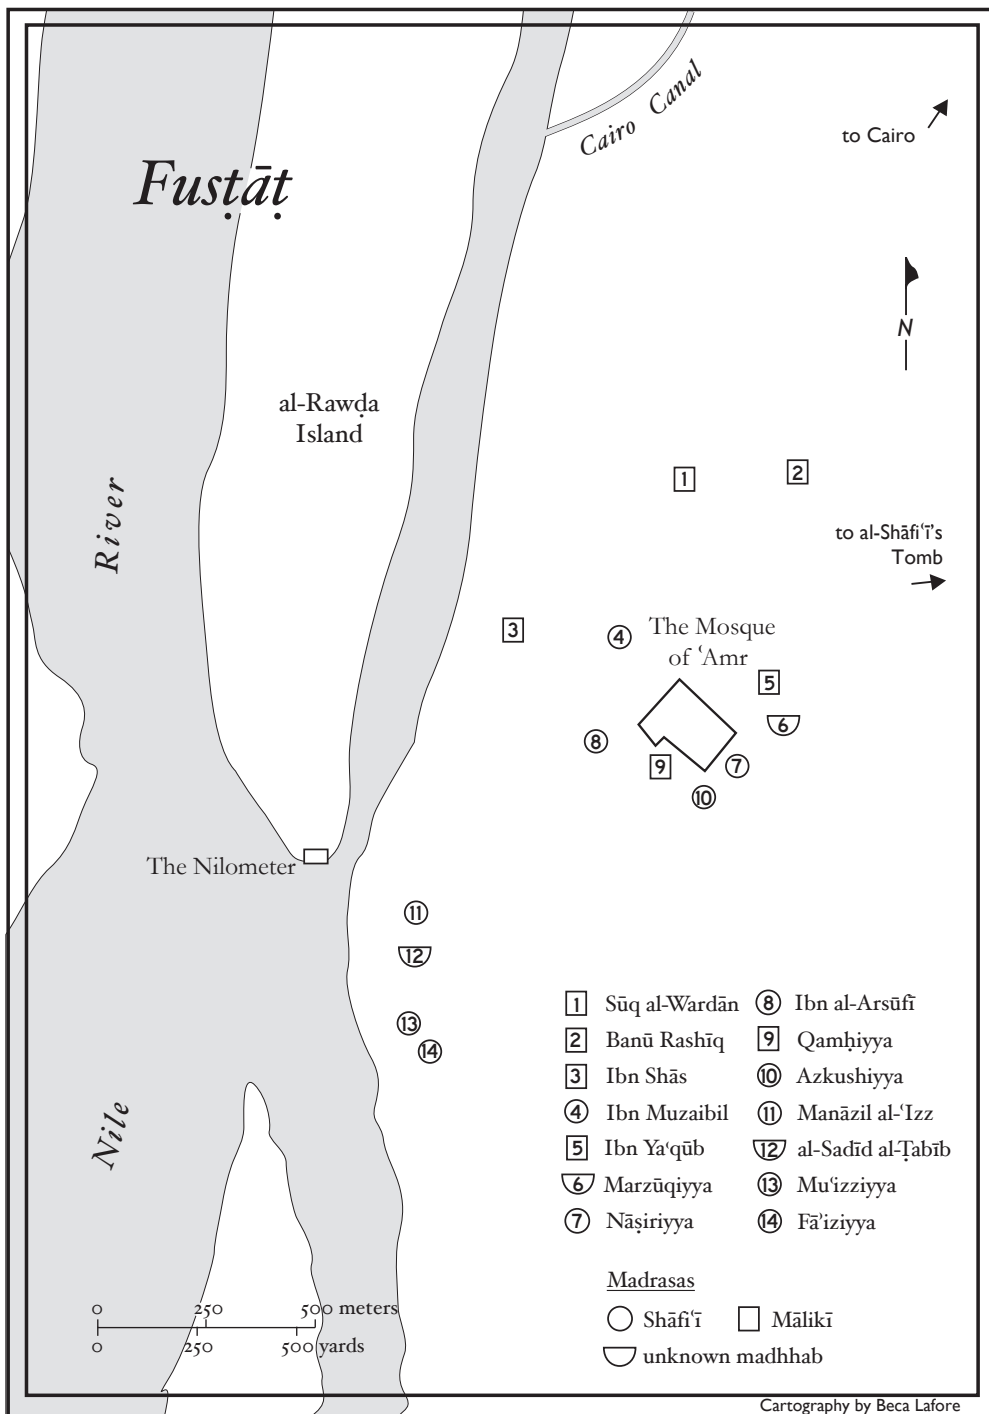 Cairo Canal
to Cairo
Fusṭāṭ
N
al-Rawḍa
Island
River
1
2
to al-Shāfiʿī's
Tomb
3
4
The Mosque
of ʿAmr
5
6
8
9
7
10
The Nilometer
11
12
13
14
Nile
1 Sūq al-Wardān
2 Banū Rashīq
3 Ibn Shās
4 Ibn Muzaibil
5 Ibn Yaʿqūb
6 Marzūqiyya
7 Nāṣiriyya
8 Ibn al-Arsūfī
9 Qamḥiyya
10 Azkushiyya
11 Manāzil al-ʿIzz
12 al-Sadīd al-Ṭabīb
13 Muʿizziyya
14 Fāʾiziyya
Madrasas
Shāfiʿī Mālikī
unknown madhhab
0 250 500 meters
0 250 500 yards
Cartography by Beca Lafore